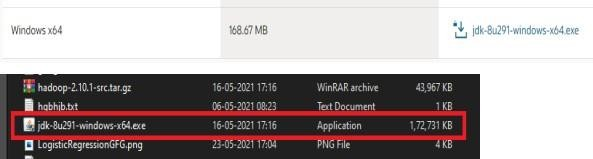 Windows x64 168.67 MB jdk-8u291-windows-x64.exe
hadoop-2.10.1-src.tar.gz 16-05-2021 17:16 WinRAR archive 43,967 KB
hgbhjb.txt 06-05-2021 08:23 Text Document 1 KB
jdk-8u291-windows-x64.exe 16-05-2021 17:16 Application 1,72,731 KB
LogisticRegressionGFG.png 23-05-2021 17:04 PNG File 4 KB